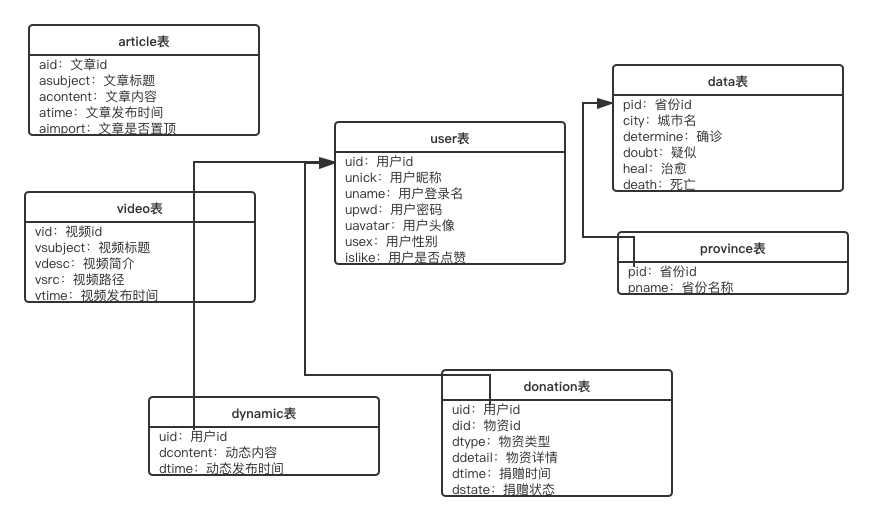 article表
aid：文章id
asubject：文章标题
acontent：文章内容
atime：文章发布时间
aimport：文章是否置顶
video表
vid：视频id
vsubject：视频标题
vdesc：视频简介
vsrc：视频路径
vtime：视频发布时间
user表
uid：用户id
unick：用户昵称
uname：用户登录名
upwd：用户密码
uavatar：用户头像
usex：用户性别
islike：用户是否点赞
data表
pid：省份id
city：城市名
determine：确诊
doubt：疑似
heal：治愈
death：死亡
province表
pid：省份id
pname：省份名称
dynamic表
uid：用户id
dcontent：动态内容
dtime：动态发布时间
donation表
uid：用户id
did：物资id
dtype：物资类型
ddetail：物资详情
dtime：捐赠时间
dstate：捐赠状态